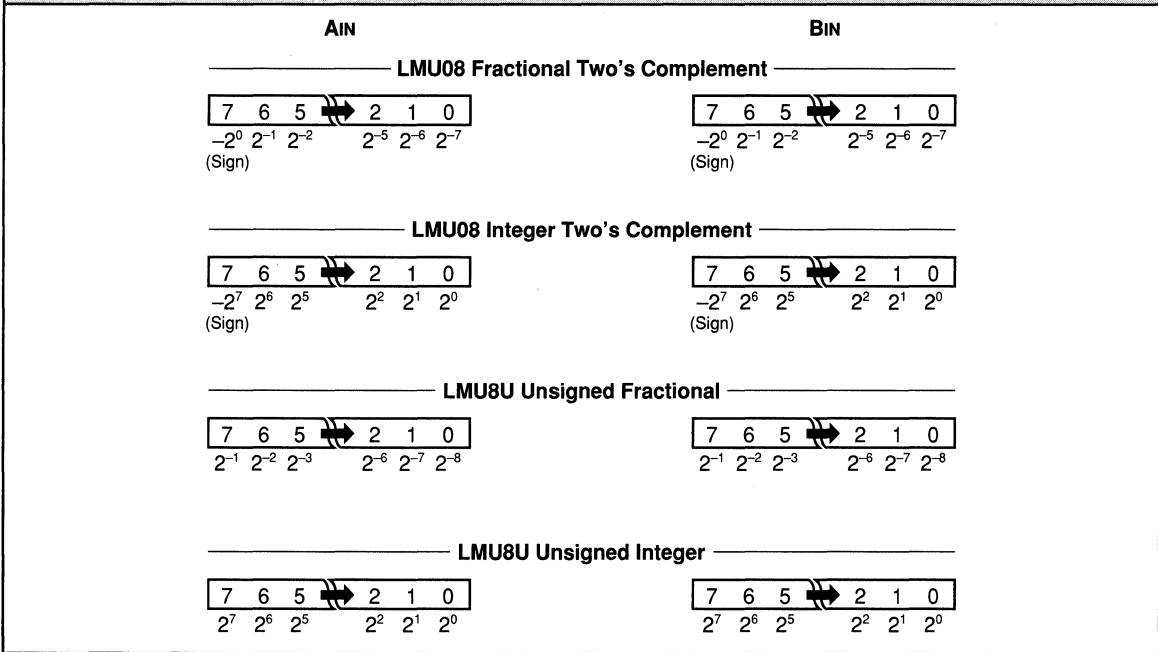 AIN BIN
LMU08 Fractional Two's Complement
7 6 5 2 1 0 7 6 5 2 1 0
–2⁰ 2⁻¹ 2⁻² 2⁻⁵ 2⁻⁶ 2⁻⁷ –2⁰ 2⁻¹ 2⁻² 2⁻⁵ 2⁻⁶ 2⁻⁷
(Sign) (Sign)
LMU08 Integer Two's Complement
7 6 5 2 1 0 7 6 5 2 1 0
–2⁷ 2⁶ 2⁵ 2² 2¹ 2⁰ –2⁷ 2⁶ 2⁵ 2² 2¹ 2⁰
(Sign) (Sign)
LMU8U Unsigned Fractional
7 6 5 2 1 0 7 6 5 2 1 0
2⁻¹ 2⁻² 2⁻³ 2⁻⁶ 2⁻⁷ 2⁻⁸ 2⁻¹ 2⁻² 2⁻³ 2⁻⁶ 2⁻⁷ 2⁻⁸
LMU8U Unsigned Integer
7 6 5 2 1 0 7 6 5 2 1 0
2⁷ 2⁶ 2⁵ 2² 2¹ 2⁰ 2⁷ 2⁶ 2⁵ 2² 2¹ 2⁰